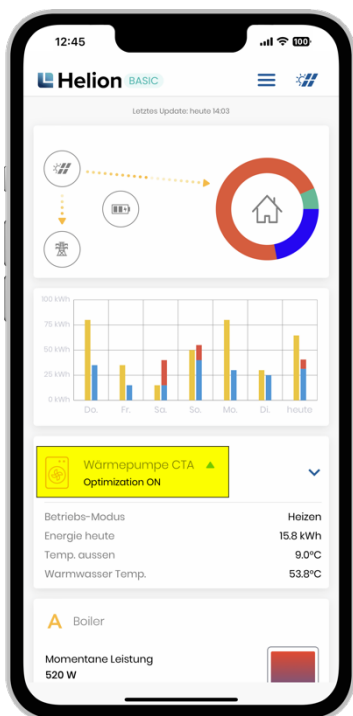 12:45
100
Helion BASIC
Letztes Update: heute 14:03
100 kWh
75 kWh
50 kWh
25 kWh
0 kWh
Do. Fr. Sa. So. Mo. Di. heute
Wärmepumpe CTA
Optimization ON
Betriebs-Modus Heizen
Energie heute 15.8 kWh
Temp. aussen 9.0°C
Warmwasser Temp. 53.8°C
A Boiler
Momentane Leistung
520 W